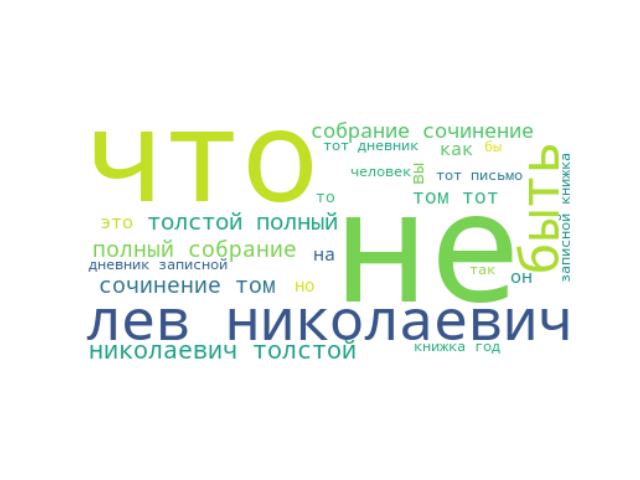 что
собрание сочинение
тот дневник
как
бы
человек
вы
тот письмо
то
том тот
быть
записной книжка
это
толстой полный
не
полный собрание
на
дневник записной
так
он
сочинение том
но
лев николаевич
николаевич толстой
книжка год